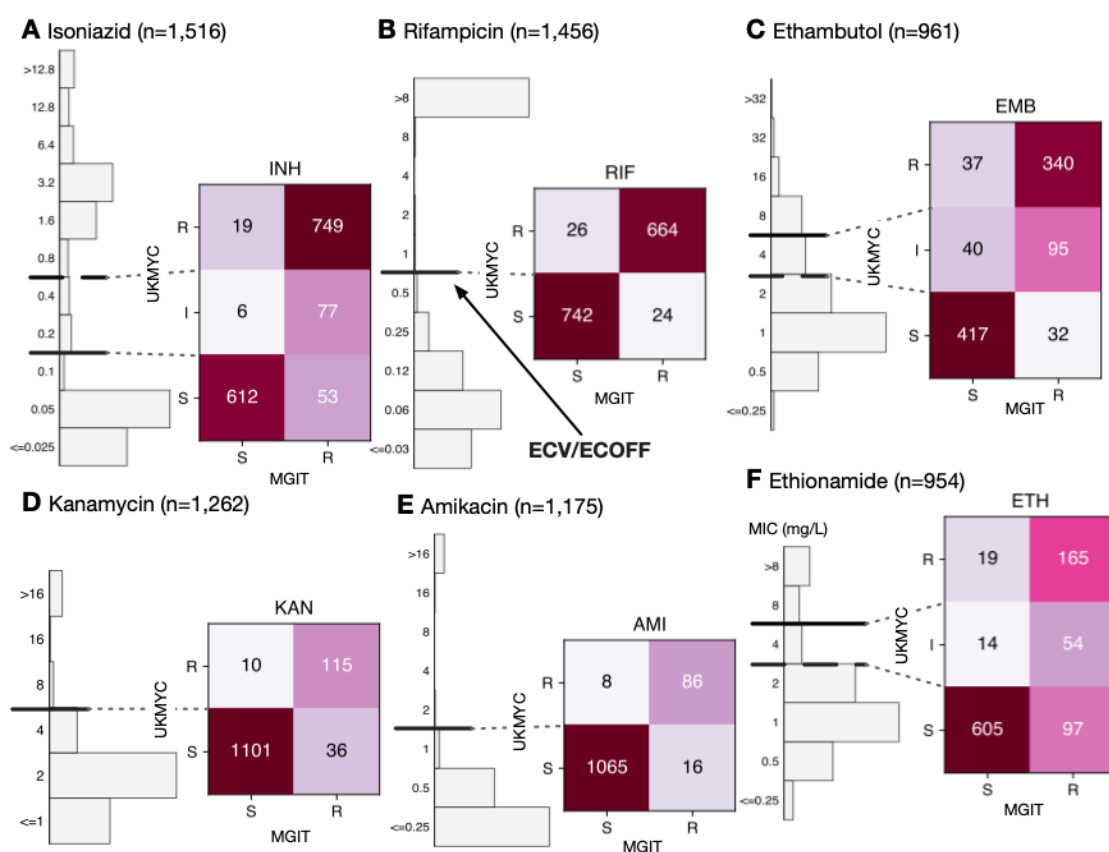 A Isoniazid (n=1,516)
>12.8
12.8
6.4
3.2
1.6
0.8
0.4
0.2
0.1
0.05
<=0.025
INH
UKMYC
R
I
S
19
749
6
77
612
53
S
R
MGIT
B Rifampicin (n=1,456)
>8
8
4
2
1
0.5
0.25
0.12
0.06
<=0.03
RIF
UKMYC
R
S
26
664
742
24
S
R
MGIT
ECV/ECOFF
C Ethambutol (n=961)
>32
32
16
8
4
2
1
0.5
<=0.25
EMB
UKMYC
R
I
S
37
340
40
95
417
32
S
R
MGIT
D Kanamycin (n=1,262)
>16
16
8
4
2
<=1
KAN
UKMYC
R
S
10
115
1101
36
S
R
MGIT
E Amikacin (n=1,175)
>16
16
8
4
2
1
0.5
<=0.25
AMI
UKMYC
R
S
8
86
1065
16
S
R
MGIT
F Ethionamide (n=954)
MIC (mg/L)
>8
8
4
2
1
0.5
<=0.25
ETH
UKMYC
R
I
S
19
165
14
54
605
97
S
R
MGIT